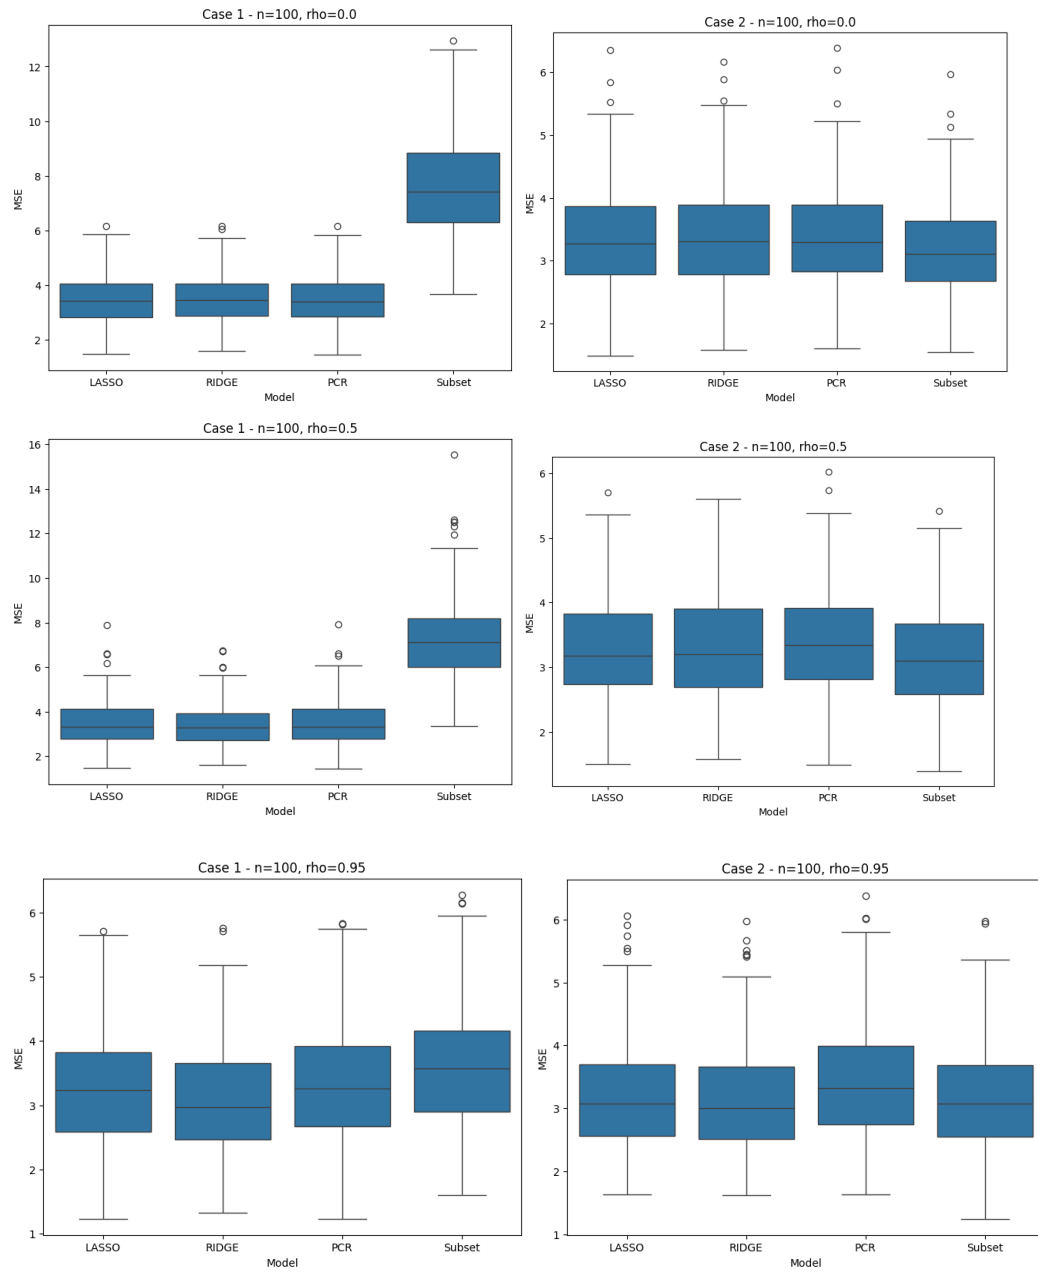 Case 1 - n=100, rho=0.0
12
10
8
6
4
2
MSE
LASSO RIDGE PCR Subset
Model
Case 2 - n=100, rho=0.0
6
5
4
3
2
MSE
LASSO RIDGE PCR Subset
Model
Case 1 - n=100, rho=0.5
16
14
12
10
8
6
4
2
MSE
LASSO RIDGE PCR Subset
Model
Case 2 - n=100, rho=0.5
6
5
4
3
2
MSE
LASSO RIDGE PCR Subset
Model
Case 1 - n=100, rho=0.95
6
5
4
3
2
1
MSE
LASSO RIDGE PCR Subset
Model
Case 2 - n=100, rho=0.95
6
5
4
3
2
1
MSE
LASSO RIDGE PCR Subset
Model